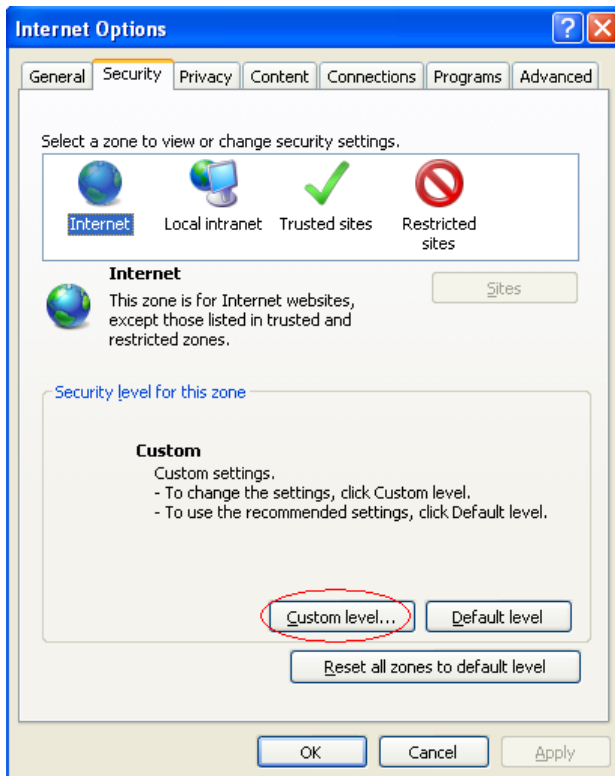 Internet Options
General Security Privacy Content Connections Programs Advanced
Select a zone to view or change security settings.
Internet Local intranet Trusted sites Restricted
sites
Internet
Sites
This zone is for Internet websites,
except those listed in trusted and
restricted zones.
Security level for this zone
Custom
Custom settings.
- To change the settings, click Custom level.
- To use the recommended settings, click Default level.
Custom level... Default level
Reset all zones to default level
OK Cancel Apply